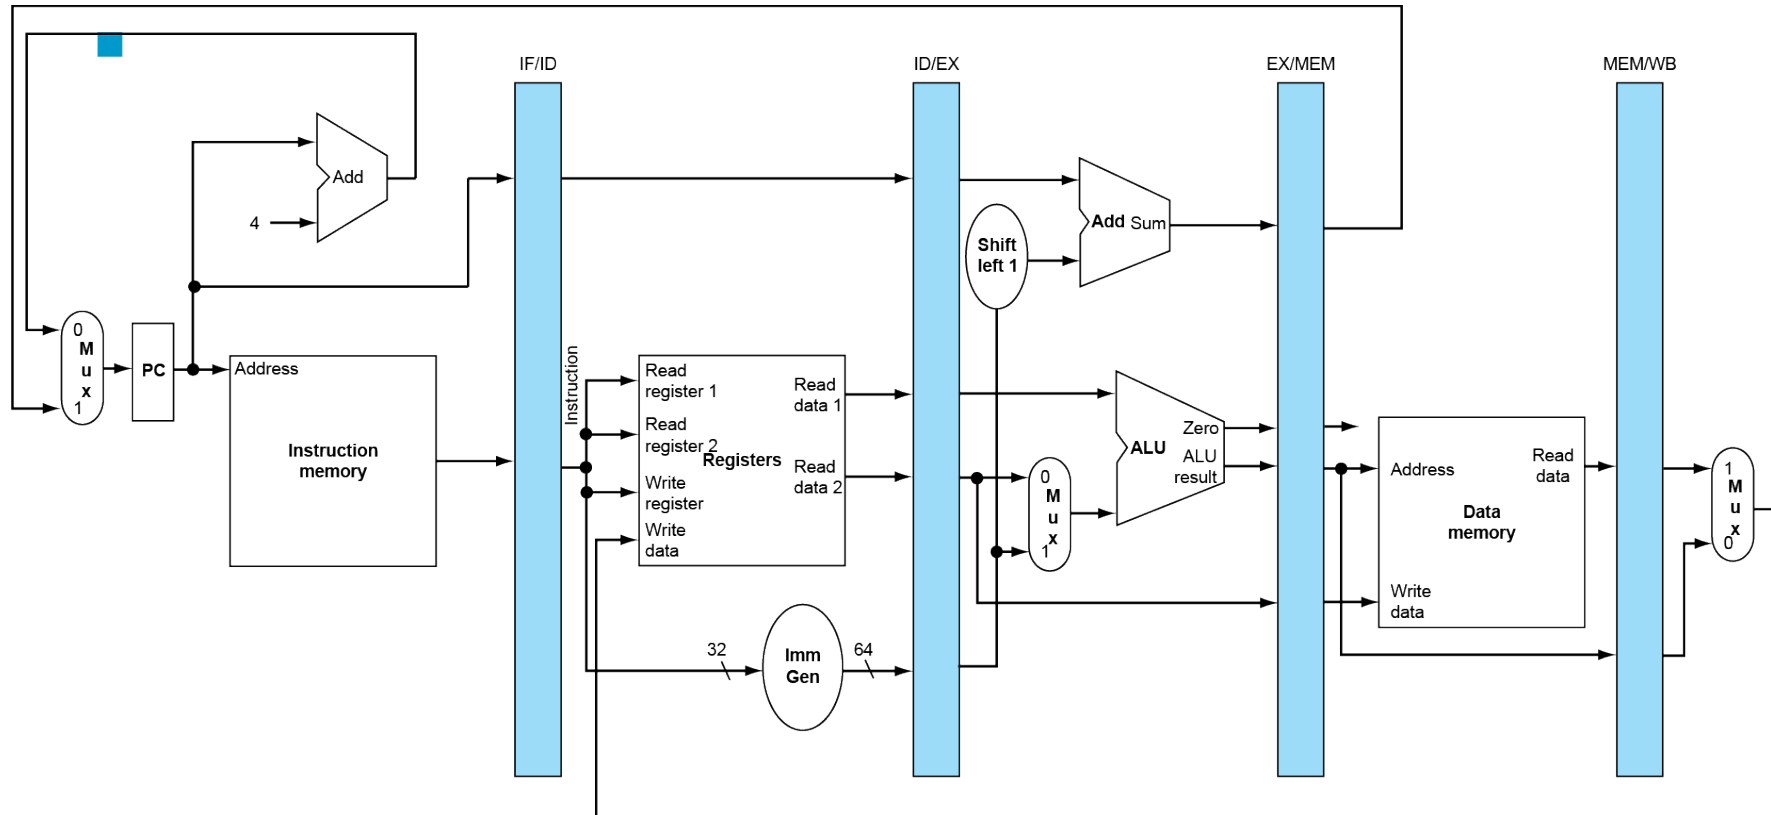 IF/ID
ID/EX
EX/MEM
MEM/WB
Add
4
Add Sum
Shift
left 1
0
M
u
x
1
PC
Address
Instruction
memory
Instruction
Read
register 1
Read
register 2
Write
register
Write
data
Registers
Read
data 1
Read
data 2
0
M
u
x
1
Zero
ALU
ALU
result
Address
Read
data
Data
memory
Write
data
1
M
u
x
0
32
Imm
Gen
64